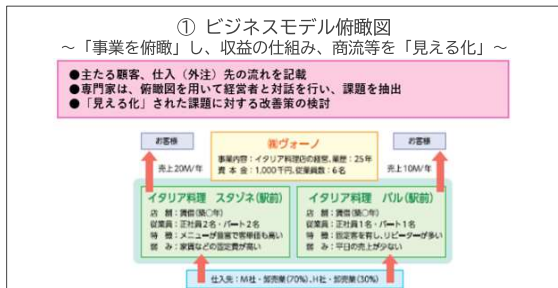 ① ビジネスモデル俯瞰図
～「事業を俯瞰」し、収益の仕組み、商流等を「見える化」～
●主たる顧客、仕入（外注）先の流れを記載
●専門家は、俯瞰図を用いて経営者と対話を行い、課題を抽出
●「見える化」された課題に対する改善策の検討
お客様
㈲ヴォーノ
お客様
事業内容：イタリア料理店の経営、業歴：25年
資 本 金：1,000千円、従業員数：6名
売上20M/年
売上10M/年
イタリア料理　スタゾネ(駅前)
店　舗：賃借(築○年)
従業員：正社員2名・パート2名
特　徴：メニューが豊富で客単価も高い
弱　み：家賃などの固定費が高い
イタリア料理　バル(駅前)
店　舗：賃借(築○年)
従業員：正社員1名・パート1名
特　徴：固定客を有し、リピーターが多い
弱　み：平日の売上が少ない
仕入先：M社・卸売業(70%)、H社・卸売業(30%)